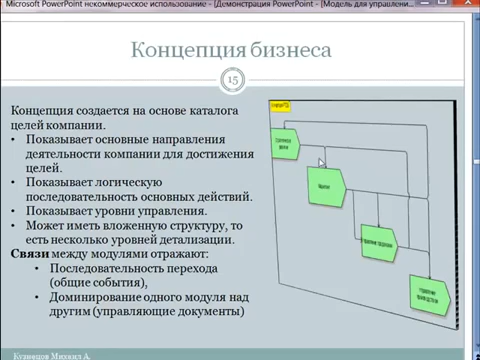 Microsoft PowerPoint некоммерческое использование - [Демонстрация PowerPoint - [Модель для управлени...
Концепция бизнеса
15
Концепция создается на основе каталога
целей компании.
• Показывает основные направления
деятельности компании для достижения
целей.
• Показывает логическую
последовательность основных действий.
• Показывает уровни управления.
• Может иметь вложенную структуру, то
есть несколько уровней детализации.
Связи между модулями отражают:
• Последовательность перехода
(общие события),
• Доминирование одного модуля над
другим (управляющие документы)
Кузнецов Михаил А.